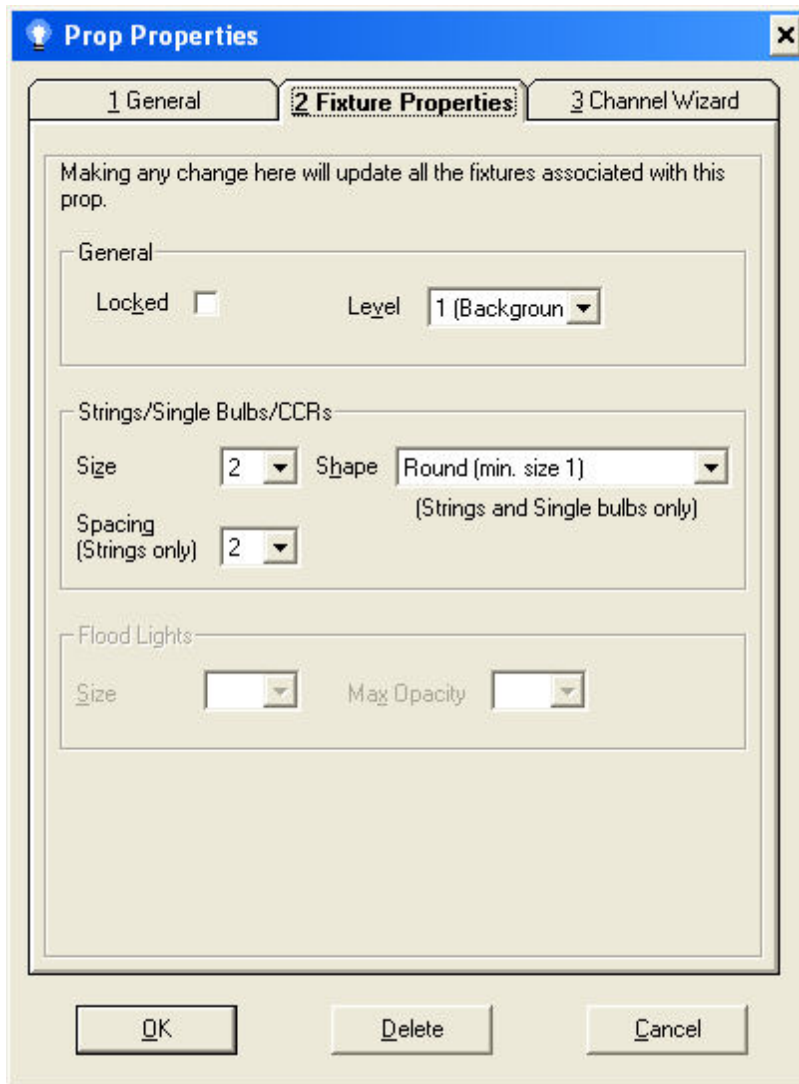 Prop Properties
1 General 2 Fixture Properties 3 Channel Wizard
Making any change here will update all the fixtures associated with this
prop.
General
Locked Level 1 (Backgroun
Strings/Single Bulbs/CCRs
Size 2 Shape Round (min. size 1)
(Strings and Single bulbs only)
Spacing
(Strings only) 2
Flood Lights
Size Max Opacity
OK Delete Cancel